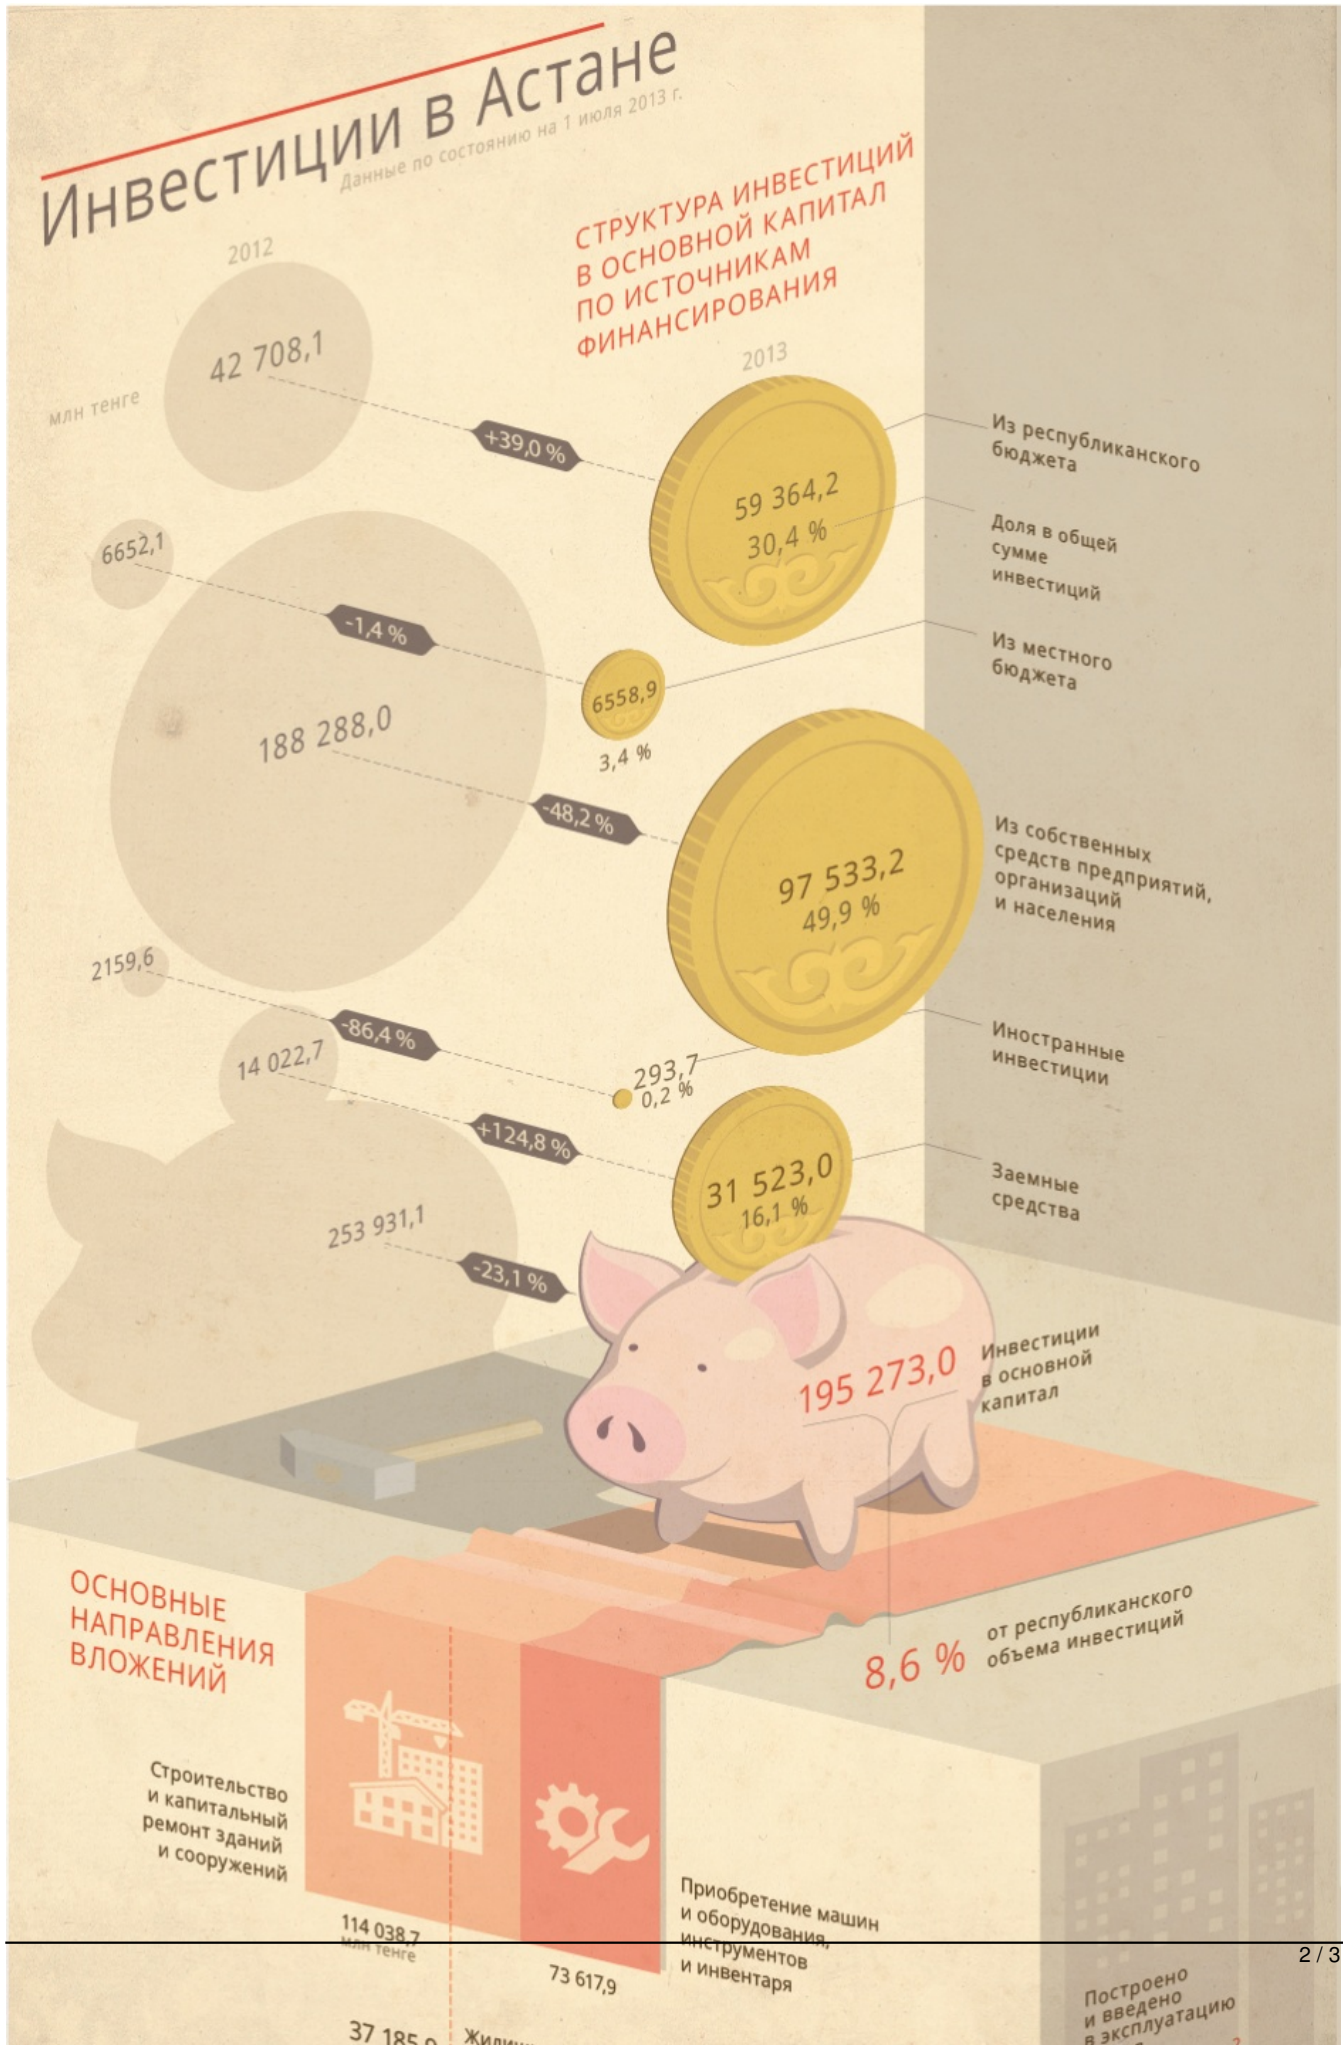 Инвестиции в Астане
Данные по состоянию на 1 июля 2013 г.
СТРУКТУРА ИНВЕСТИЦИЙ
В ОСНОВНОЙ КАПИТАЛ
ПО ИСТОЧНИКАМ
ФИНАНСИРОВАНИЯ
2012
2013
млн тенге
42 708,1
+39,0 %
59 364,2
30,4 %
Из республиканского
бюджета
Доля в общей
сумме
инвестиций
6652,1
-1,4 %
6558,9
3,4 %
Из местного
бюджета
188 288,0
-48,2 %
97 533,2
49,9 %
Из собственных
средств предприятий,
организаций
и населения
2159,6
-86,4 %
293,7
0,2 %
Иностранные
инвестиции
14 022,7
+124,8 %
31 523,0
16,1 %
Заемные
средства
253 931,1
-23,1 %
195 273,0
Инвестиции
в основной
капитал
8,6 %
от республиканского
объема инвестиций
ОСНОВНЫЕ
НАПРАВЛЕНИЯ
ВЛОЖЕНИЙ
Строительство
и капитальный
ремонт зданий
и сооружений
114 038,7
млн тенге
Приобретение машин
и оборудования,
инструментов
и инвентаря
73 617,9
2 / 3
Построено
и введено
в эксплуатацию